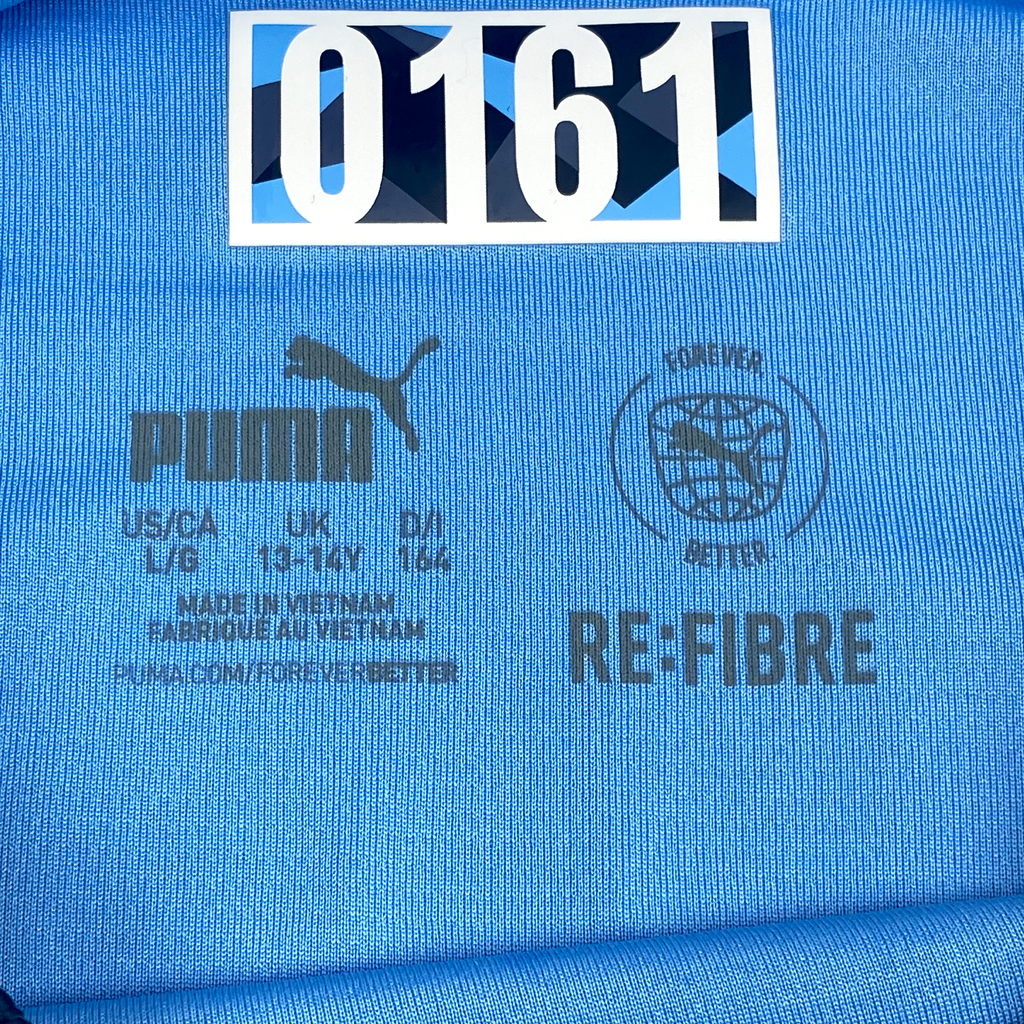 0161
PUMA
US/CA UK D/I
L/G 13-14Y 164
MADE IN VIETNAM
FABRIQUÉ AU VIETNAM
PUMA.COM/FOREVERBETTER
FOREVER
BETTER.
RE:FIBRE